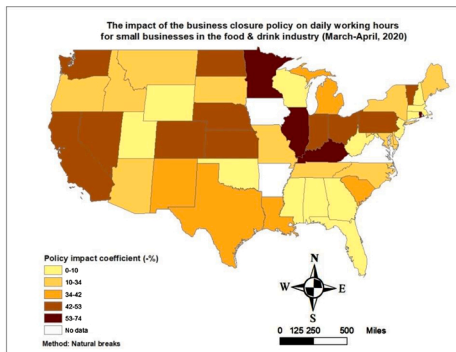 The impact of the business closure policy on daily working hours
for small businesses in the food & drink industry (March-April, 2020)
Policy impact coefficient (-%)
0-10
10-34
34-42
42-53
53-74
No data
Method: Natural breaks
N
W E
S
0 125 250 500 Miles